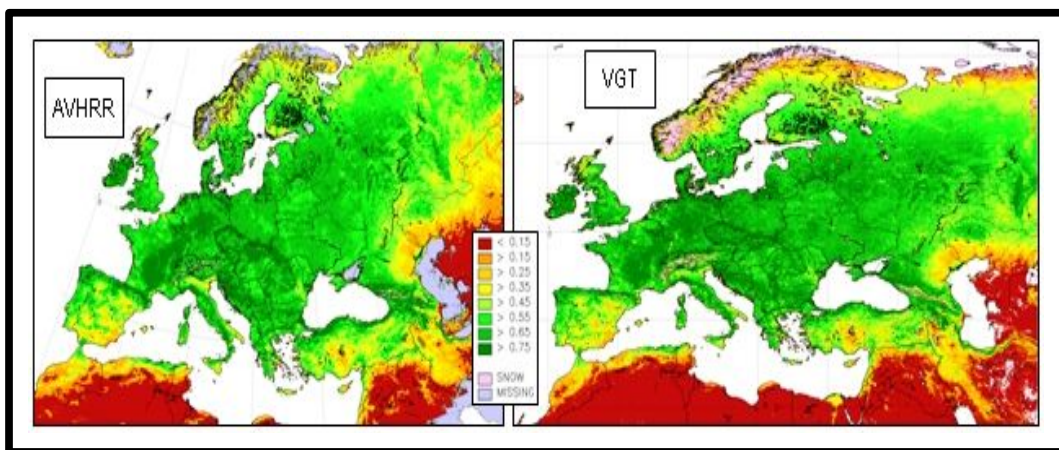 AVHRR
VGT
< 0.15
> 0.15
> 0.25
> 0.35
> 0.45
> 0.55
> 0.65
> 0.75
SNOW
MISSING